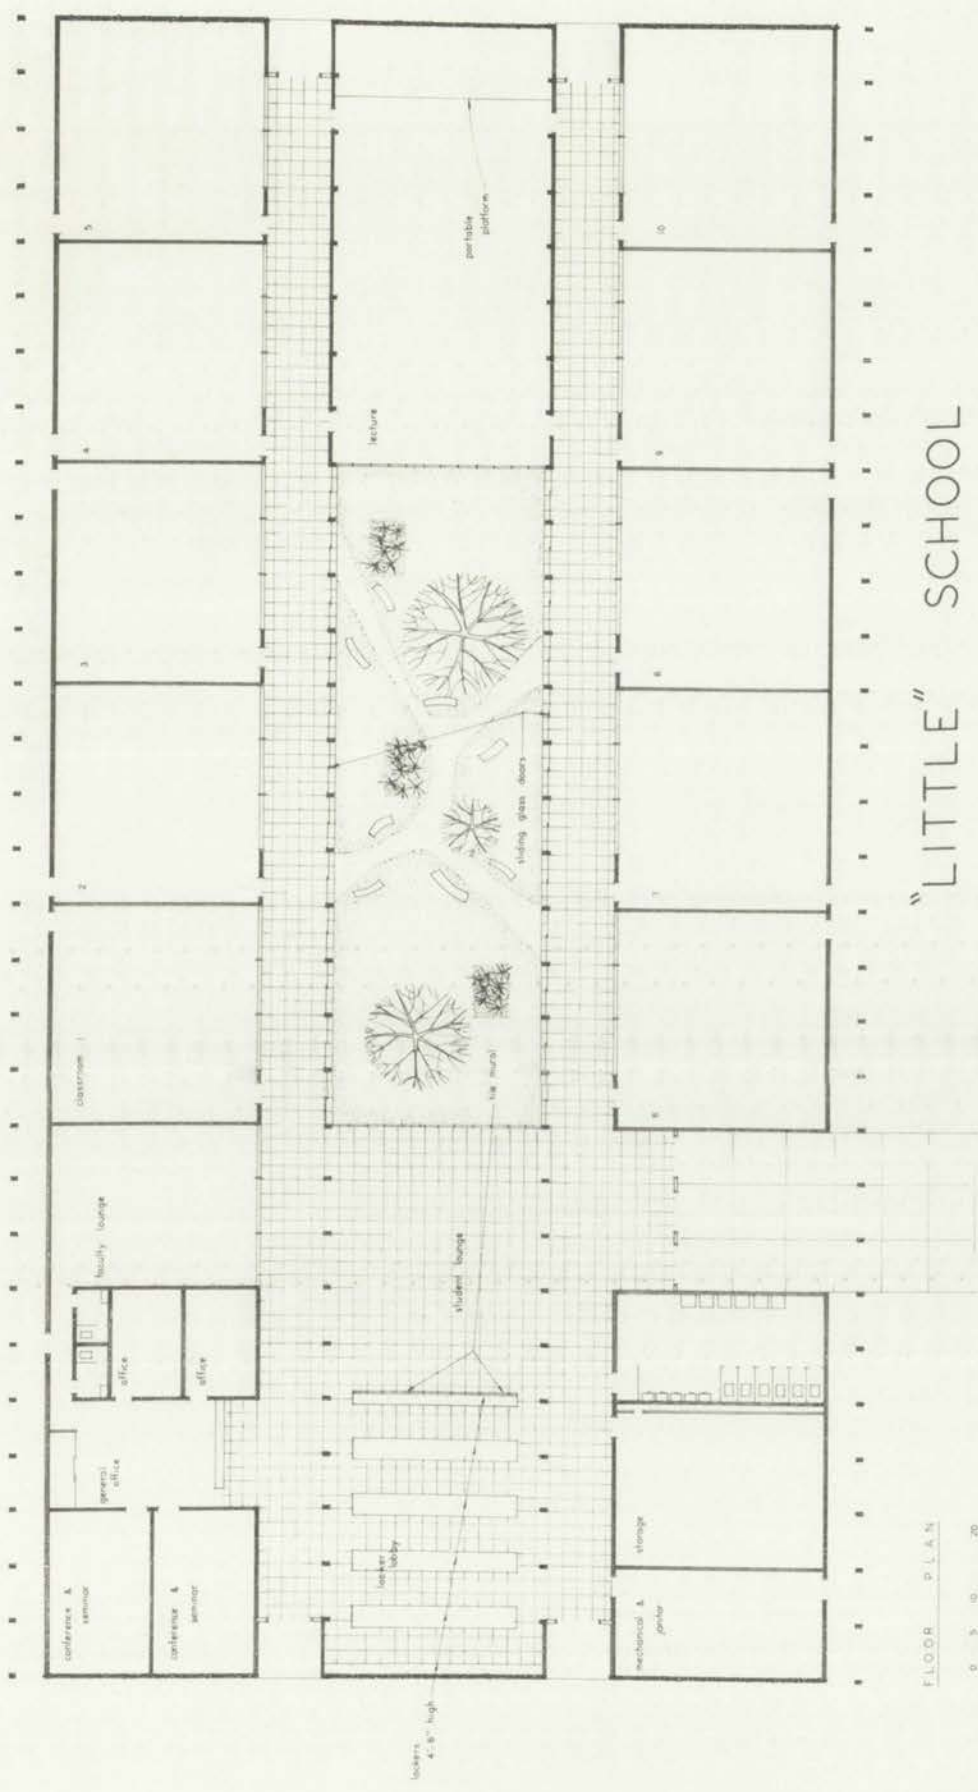 conference &
seminar
conference &
seminar
general
office
office
office
faculty lounge
classroom 1
2
3
4
5
lockers
4'-6" high
locker
lobby
student lounge
tile mural
sliding glass doors
lecture
portable
platform
mechanical &
janitor
storage
6
7
8
9
10
"LITTLE" SCHOOL
FLOOR PLAN
0 5 10 20